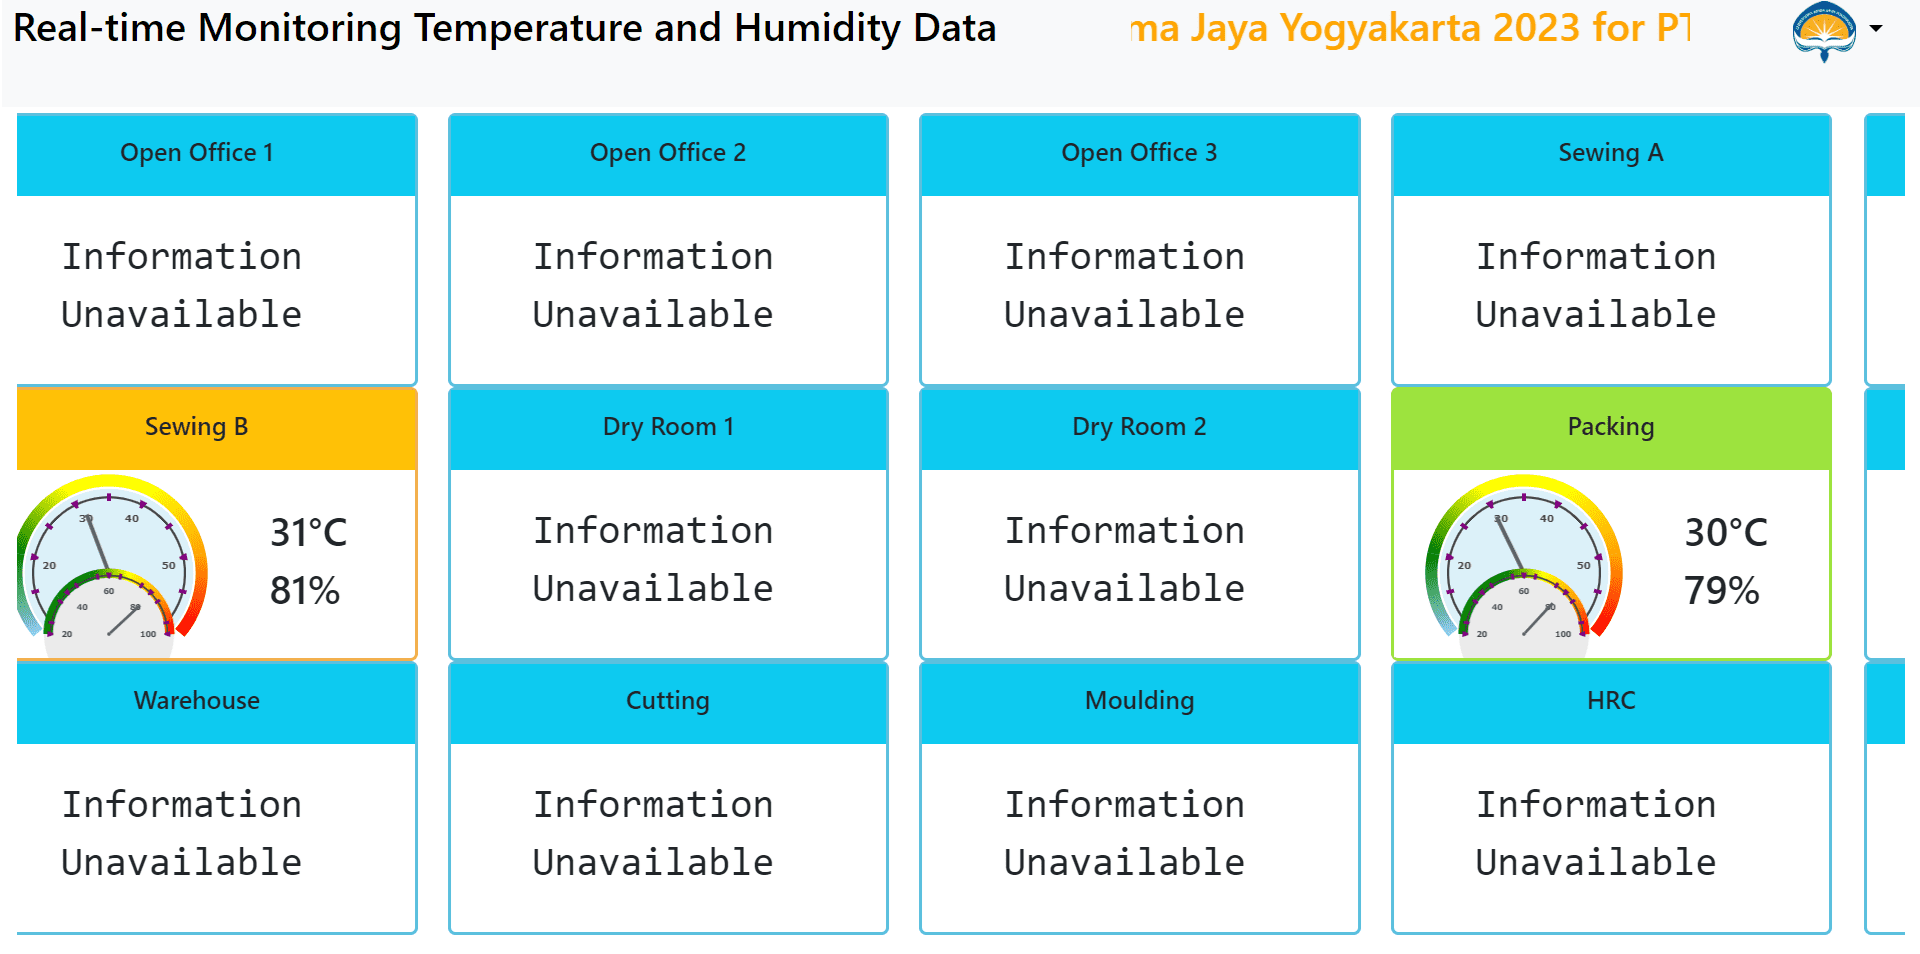 Real-time Monitoring Temperature and Humidity Data
ma Jaya Yogyakarta 2023 for PT
Open Office 1
Open Office 2
Open Office 3
Sewing A
Information
Unavailable
Information
Unavailable
Information
Unavailable
Information
Unavailable
Sewing B
Dry Room 1
Dry Room 2
Packing
20
30
40
50
20
40
60
80
100
31°C
81%
Information
Unavailable
Information
Unavailable
20
30
40
50
20
40
60
80
100
30°C
79%
Warehouse
Cutting
Moulding
HRC
Information
Unavailable
Information
Unavailable
Information
Unavailable
Information
Unavailable